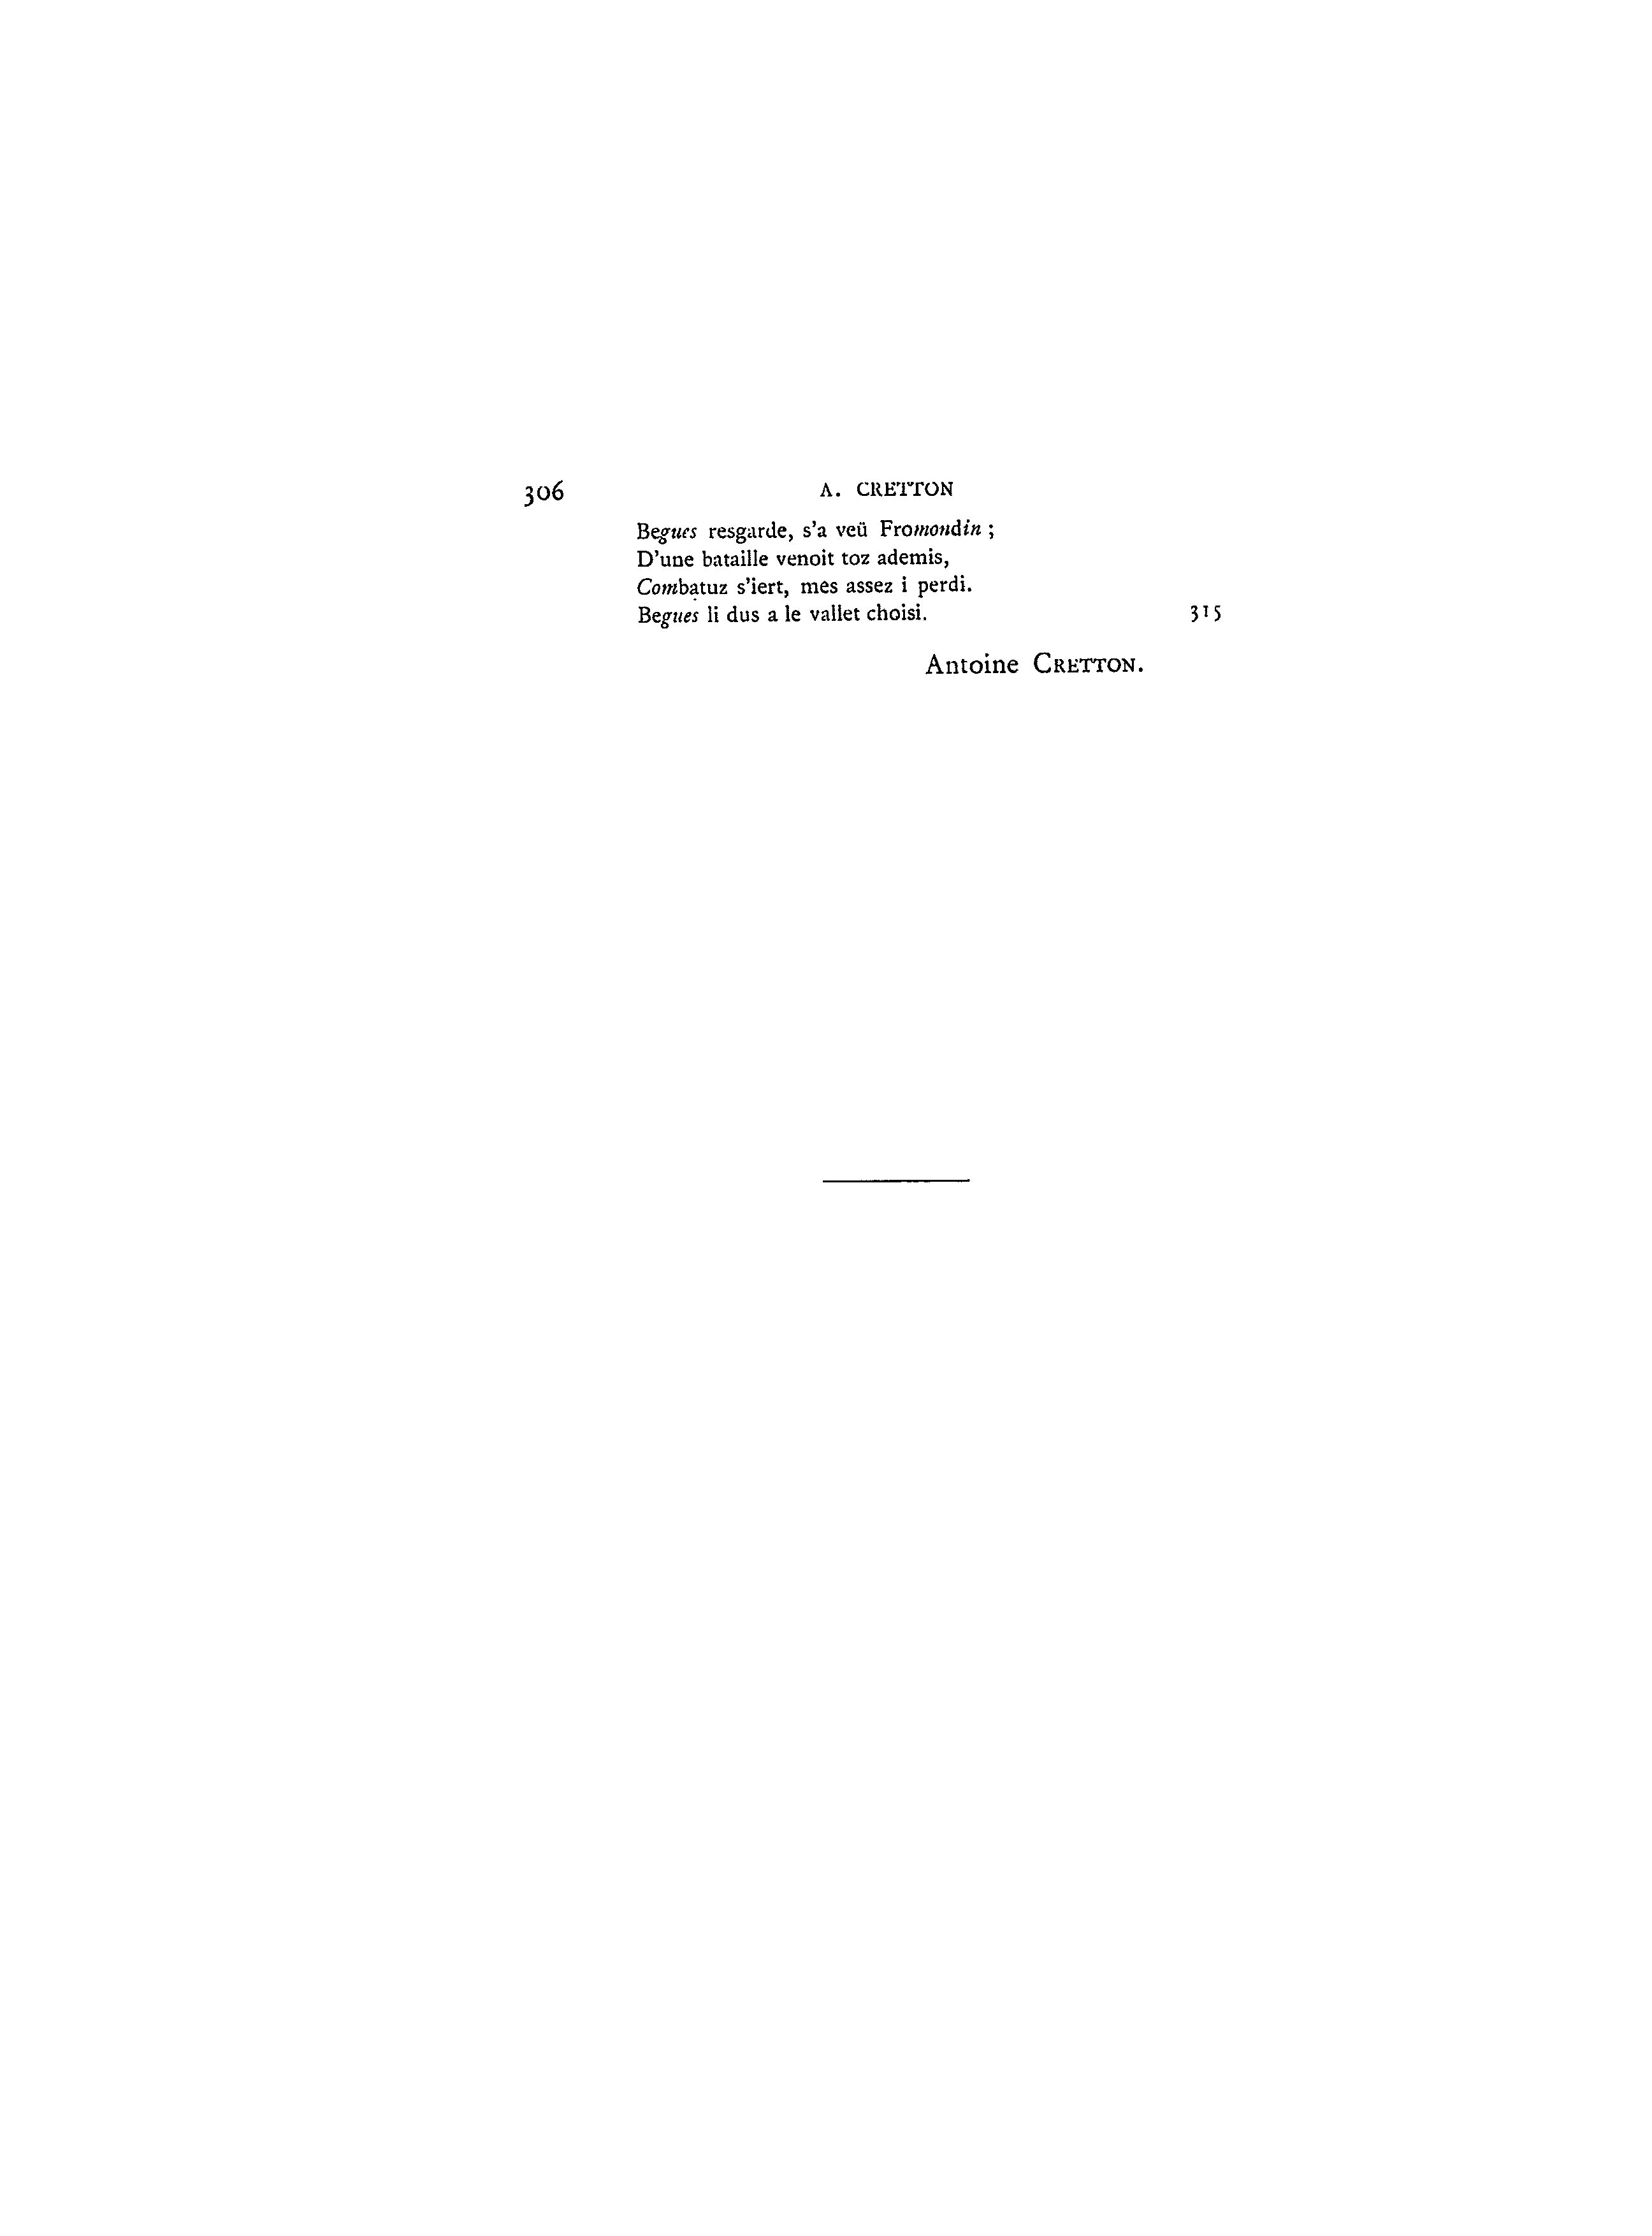 306 A. CRETTON
Begues resgarde, s'a veü Fromondin ;
D'une bataille venoit toz ademis,
Combatuz s'iert, mes assez i perdi.
Begues li dus a le vallet choisi. 315
Antoine CRETTON.